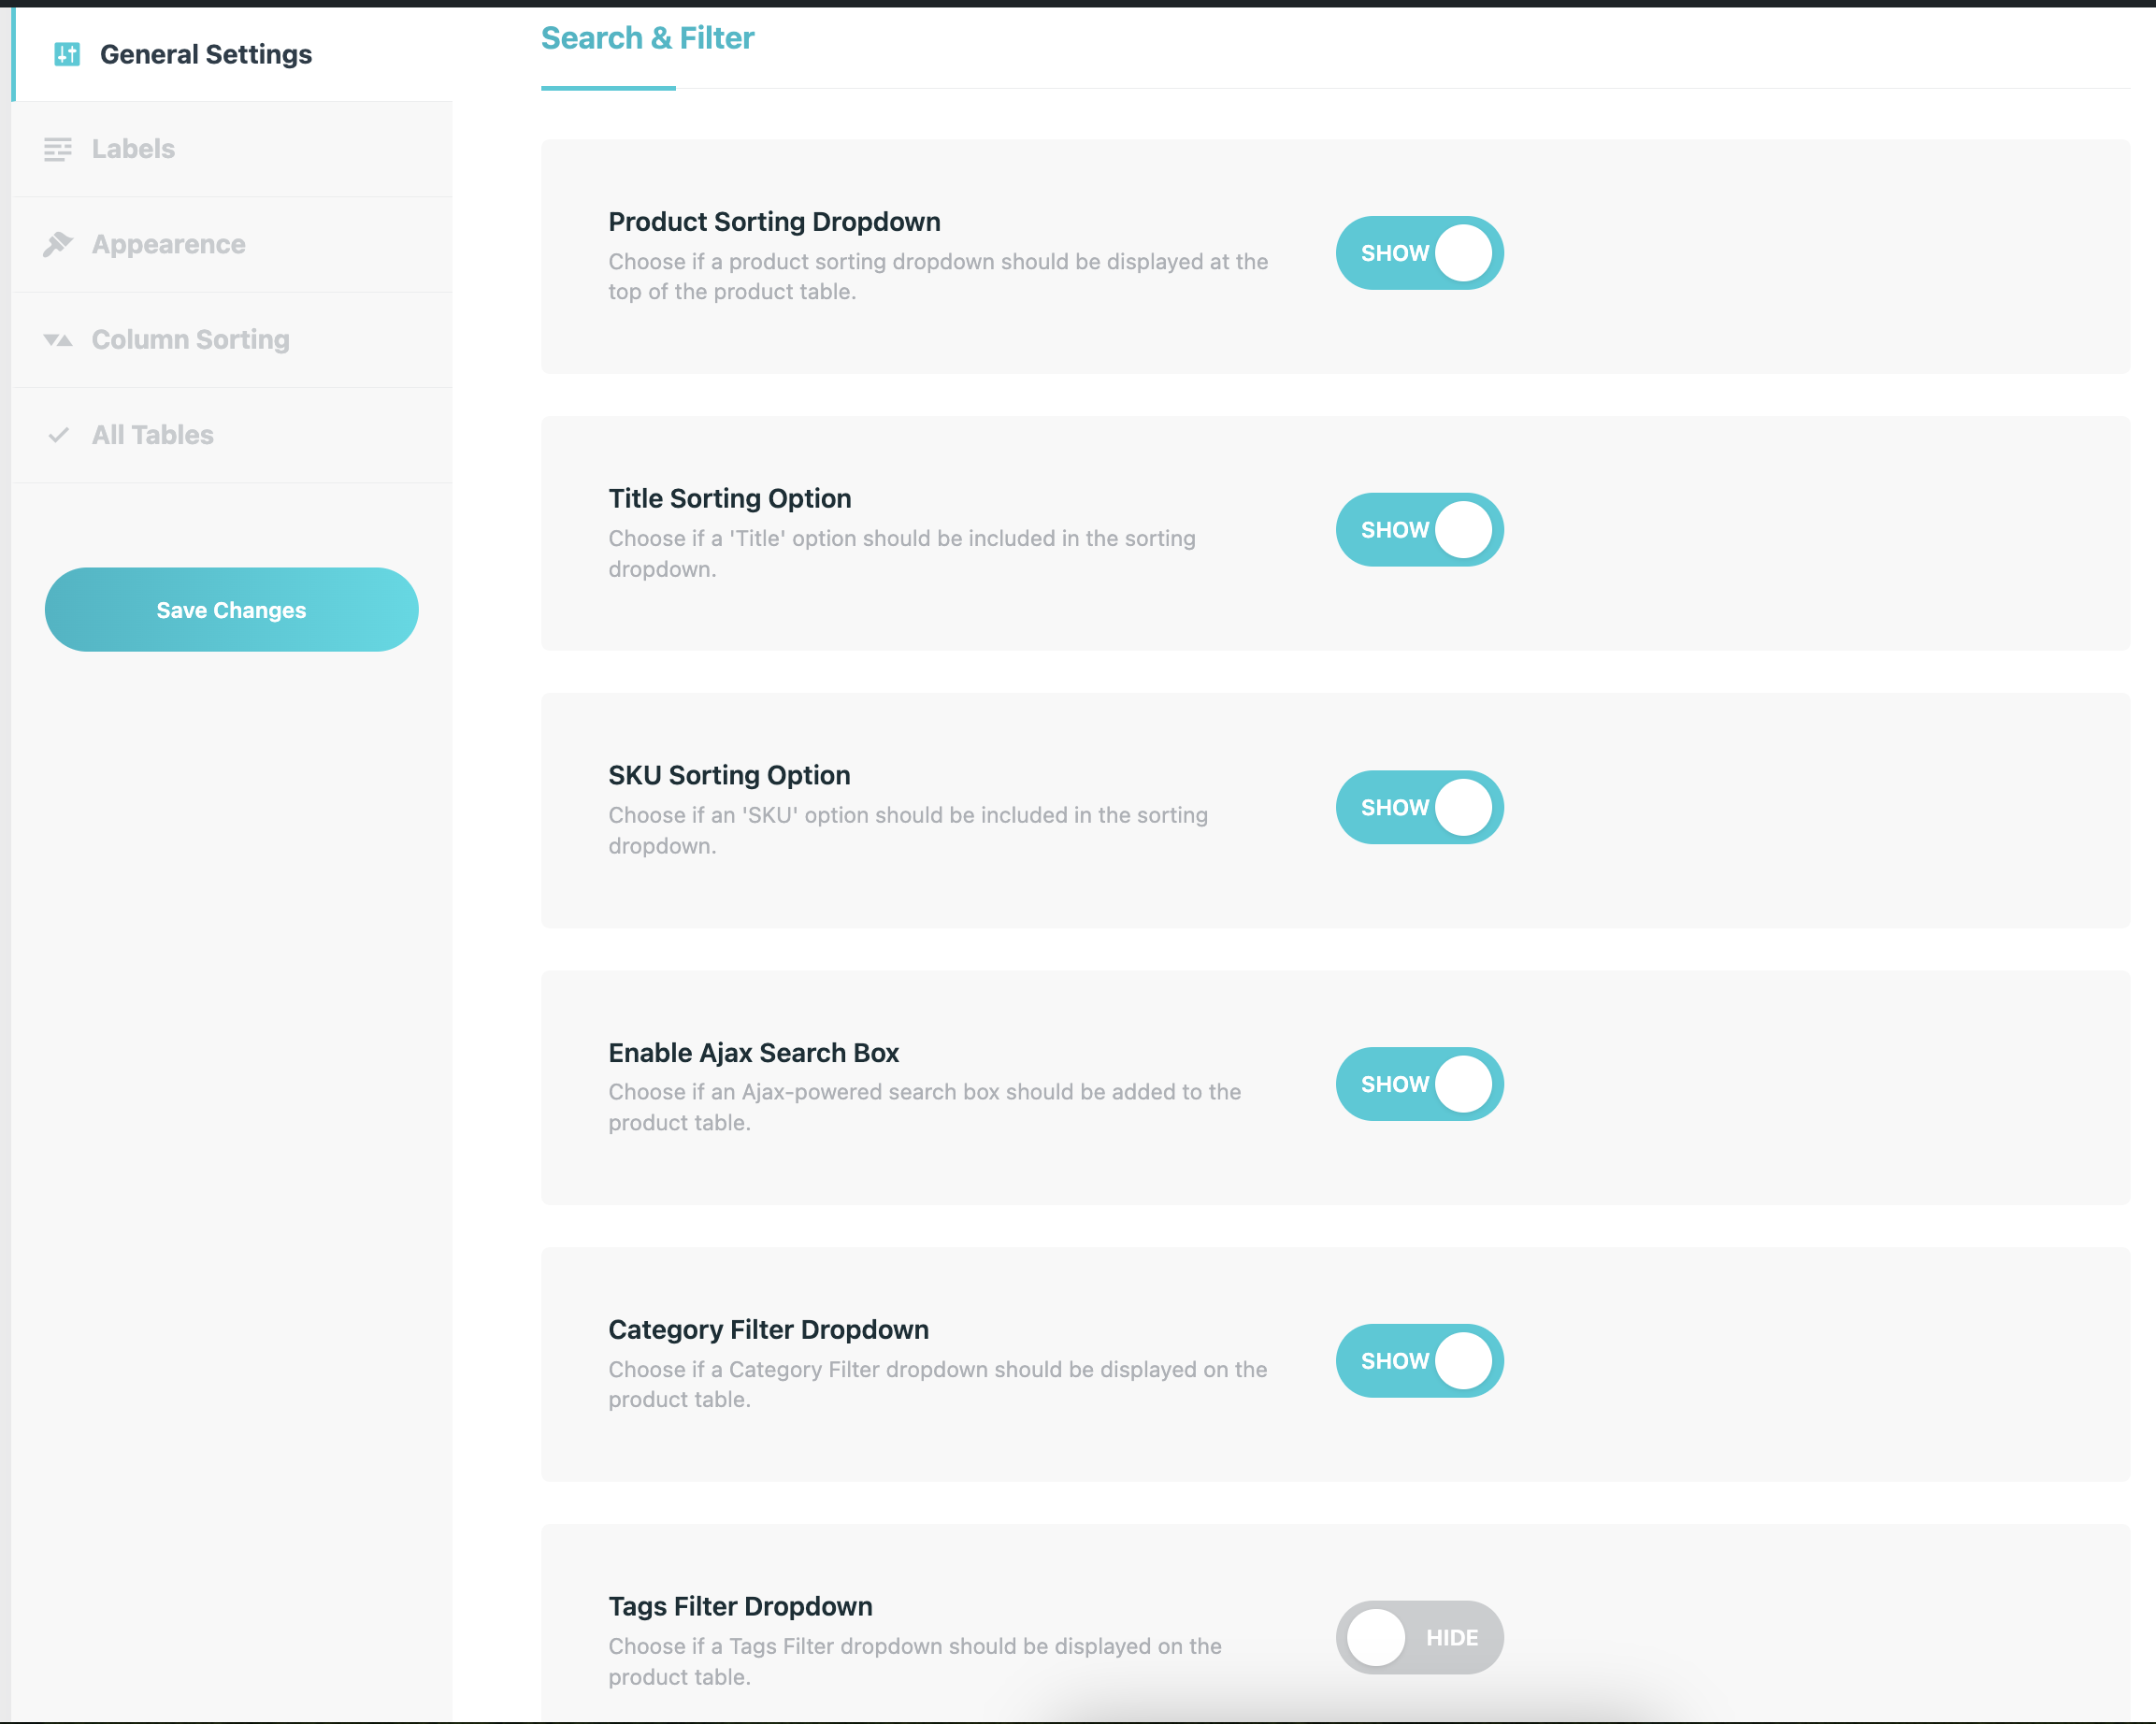 General Settings
Labels
Appearence
Column Sorting
All Tables
Save Changes
Search & Filter
Product Sorting Dropdown
Choose if a product sorting dropdown should be displayed at the
top of the product table.
SHOW
Title Sorting Option
Choose if a 'Title' option should be included in the sorting
dropdown.
SHOW
SKU Sorting Option
Choose if an 'SKU' option should be included in the sorting
dropdown.
SHOW
Enable Ajax Search Box
Choose if an Ajax-powered search box should be added to the
product table.
SHOW
Category Filter Dropdown
Choose if a Category Filter dropdown should be displayed on the
product table.
SHOW
Tags Filter Dropdown
Choose if a Tags Filter dropdown should be displayed on the
product table.
HIDE